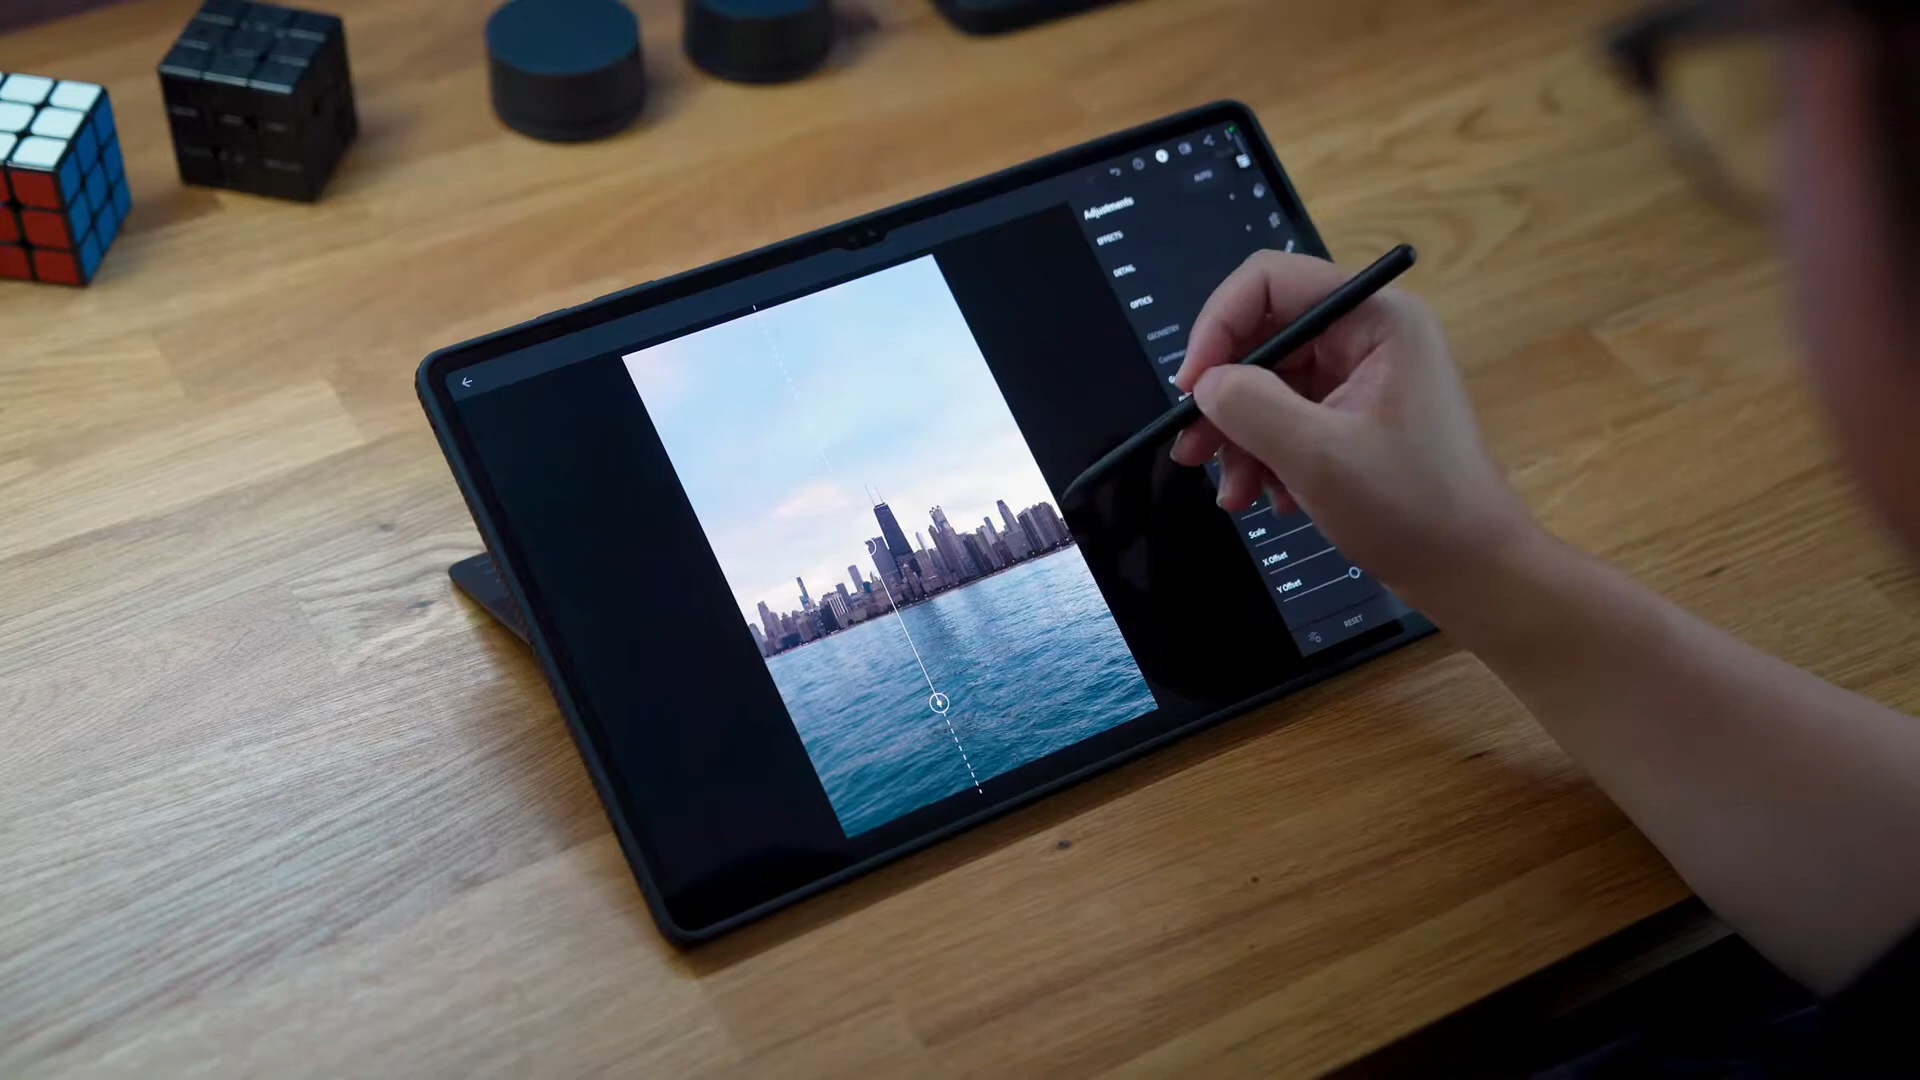 AUTO
Adjustments
EFFECTS
DETAIL
OPTICS
GEOMETRY
Scale
X Offset
Y Offset
RESET